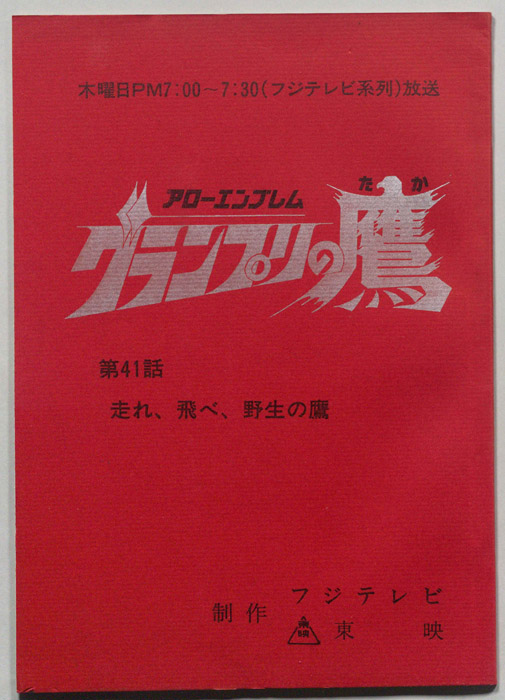 木曜日PM7:00〜7:30(フジテレビ系列)放送
アローエンブレム
グランプリの鷹
たか
第41話
走れ、飛べ、野生の鷹
制作 フジテレビ
東映 東映